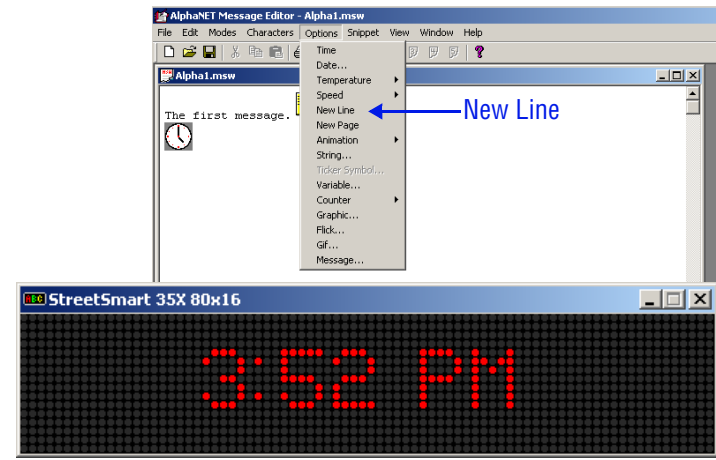 AlphaNET Message Editor - Alpha1.msw
File Edit Modes Characters Options Snippet View Window Help
Alpha1.msw
The first message.
Time
Date...
Temperature
Speed
New Line
New Page
Animation
String...
Ticker Symbol...
Variable...
Counter
Graphic...
Flick...
Gif...
Message...
New Line
ABC StreetSmart 35X 80x16
3:52 PM